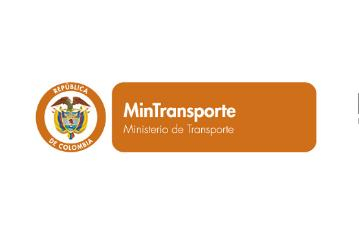 REPÚBLICA
DE COLOMBIA
MinTransporte
Ministerio de Transporte